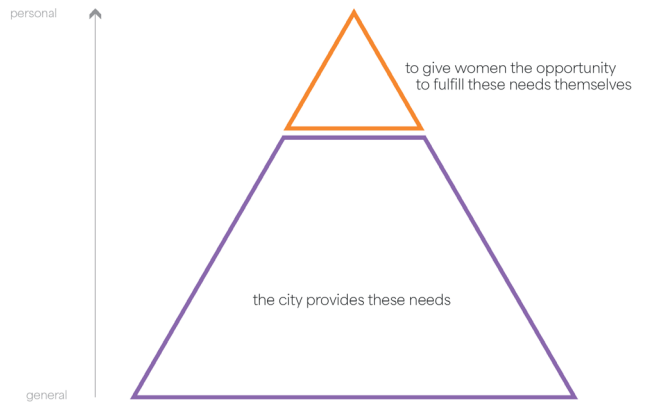 personal
to give women the opportunity
to fulfill these needs themselves
the city provides these needs
general